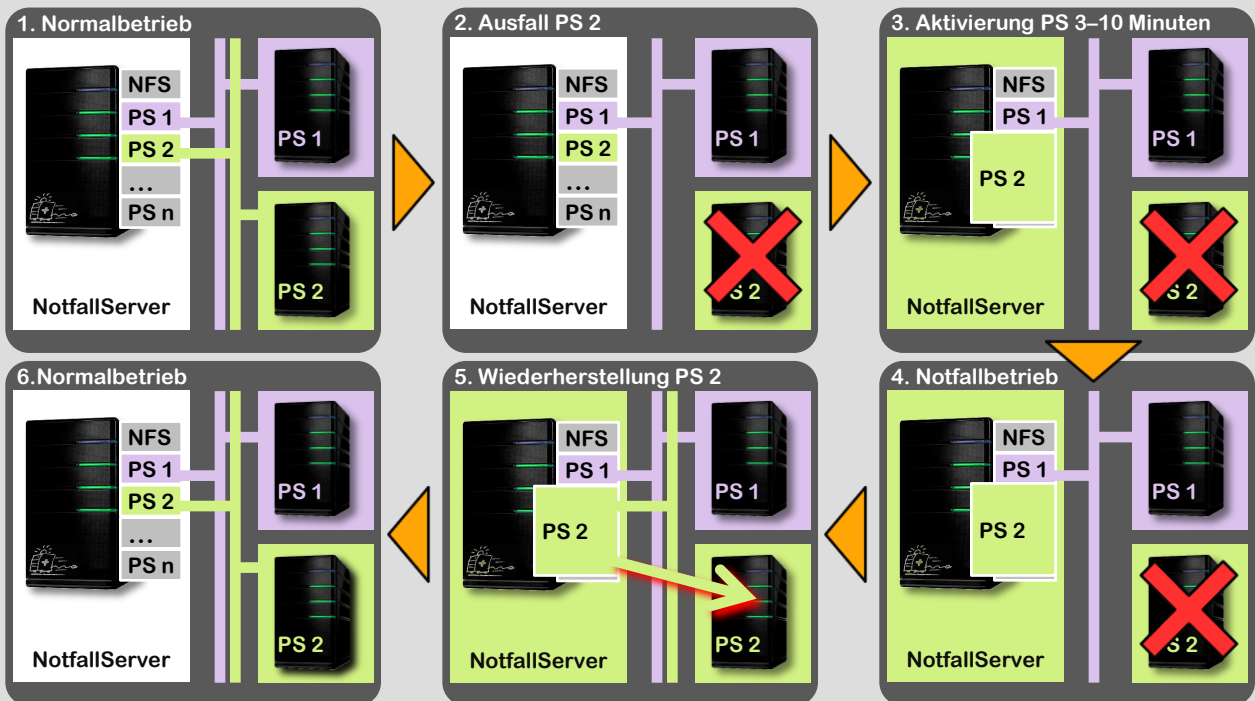 1. Normalbetrieb
NFS
PS 1
PS 2
...
PS n
NotfallServer
PS 1
PS 2
2. Ausfall PS 2
NFS
PS 1
PS 2
...
PS n
NotfallServer
PS 1
S 2
3. Aktivierung PS 3–10 Minuten
NFS
PS 1
PS 2
NotfallServer
PS 1
S 2
6.Normalbetrieb
NFS
PS 1
PS 2
...
PS n
NotfallServer
PS 1
PS 2
5. Wiederherstellung PS 2
NFS
PS 1
PS 2
NotfallServer
PS 1
PS 2
4. Notfallbetrieb
NFS
PS 1
PS 2
NotfallServer
PS 1
S 2